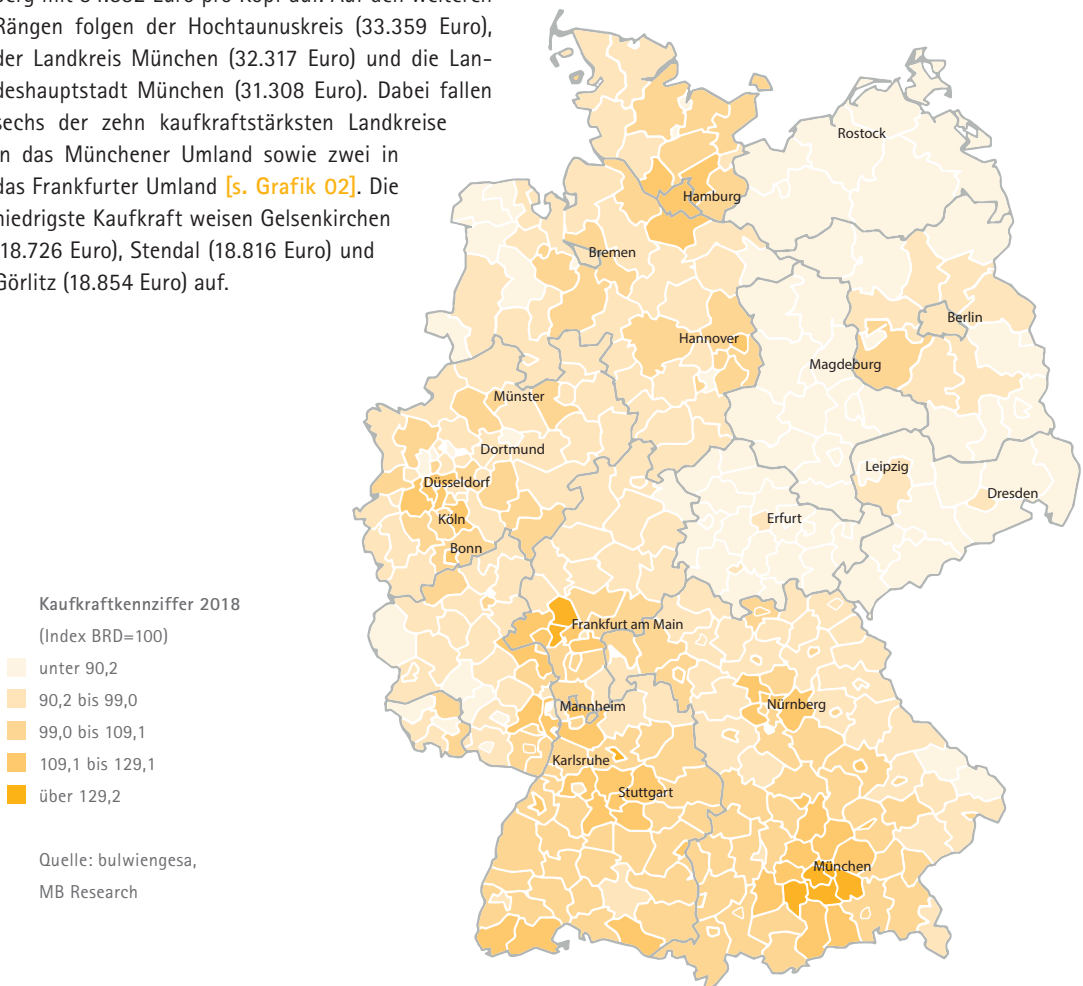 Rängen folgen der Hochtaunuskreis (33.359 Euro),
der Landkreis München (32.317 Euro) und die Lan-
deshauptstadt München (31.308 Euro). Dabei fallen
sechs der zehn kaufkraftstärksten Landkreise
n das Münchener Umland sowie zwei in
das Frankfurter Umland [s. Grafik 02]. Die
niedrigste Kaufkraft weisen Gelsenkirchen
18.726 Euro), Stendal (18.816 Euro) und
Görlitz (18.854 Euro) auf.
Rostock
Hamburg
Bremen
Berlin
Hannover
Magdeburg
Münster
Dortmund
Leipzig
Düsseldorf
Dresden
Köln
Erfurt
Bonn
Kaufkraftkennziffer 2018
(Index BRD=100)
unter 90,2
90,2 bis 99,0
99,0 bis 109,1
109,1 bis 129,1
über 129,2
Frankfurt am Main
Mannheim
Nürnberg
Karlsruhe
Stuttgart
München
Quelle: bulwiengesa,
MB Research